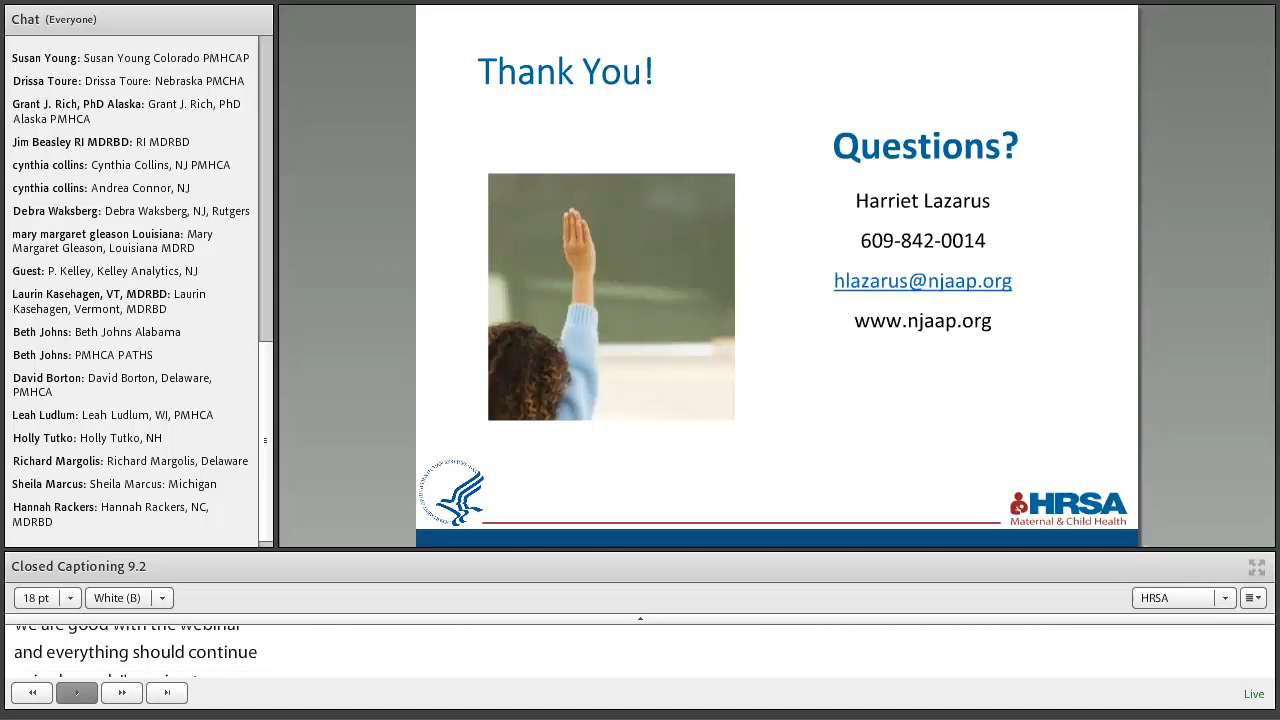 Chat (Everyone)
Susan Young: Susan Young Colorado PMHCAP
Drissa Toure: Drissa Toure: Nebraska PMCHA
Grant J. Rich, PhD Alaska: Grant J. Rich, PhD
Alaska PMHCA
Jim Beasley RI MDRBD: RI MDRBD
cynthia collins: Cynthia Collins, NJ PMHCA
cynthia collins: Andrea Connor, NJ
Debra Waksberg: Debra Waksberg, NJ, Rutgers
mary margaret gleason Louisiana: Mary
Margaret Gleason, Louisiana MDRD
Guest: P. Kelley, Kelley Analytics, NJ
Laurin Kasehagen, VT, MDRBD: Laurin
Kasehagen, Vermont, MDRBD
Beth Johns: Beth Johns Alabama
Beth Johns: PMHCA PATHS
David Borton: David Borton, Delaware,
PMHCA
Leah Ludlum: Leah Ludlum, WI, PMHCA
Holly Tutko: Holly Tutko, NH
Richard Margolis: Richard Margolis, Delaware
Sheila Marcus: Sheila Marcus: Michigan
Hannah Rackers: Hannah Rackers, NC,
MDRBD
Thank You!
Questions?
Harriet Lazarus
609-842-0014
hlazarus@njaap.org
www.njaap.org
HRSA
Maternal & Child Health
Closed Captioning 9.2
18 pt
White (B)
HRSA
we are good with the webinar
and everything should continue
Live